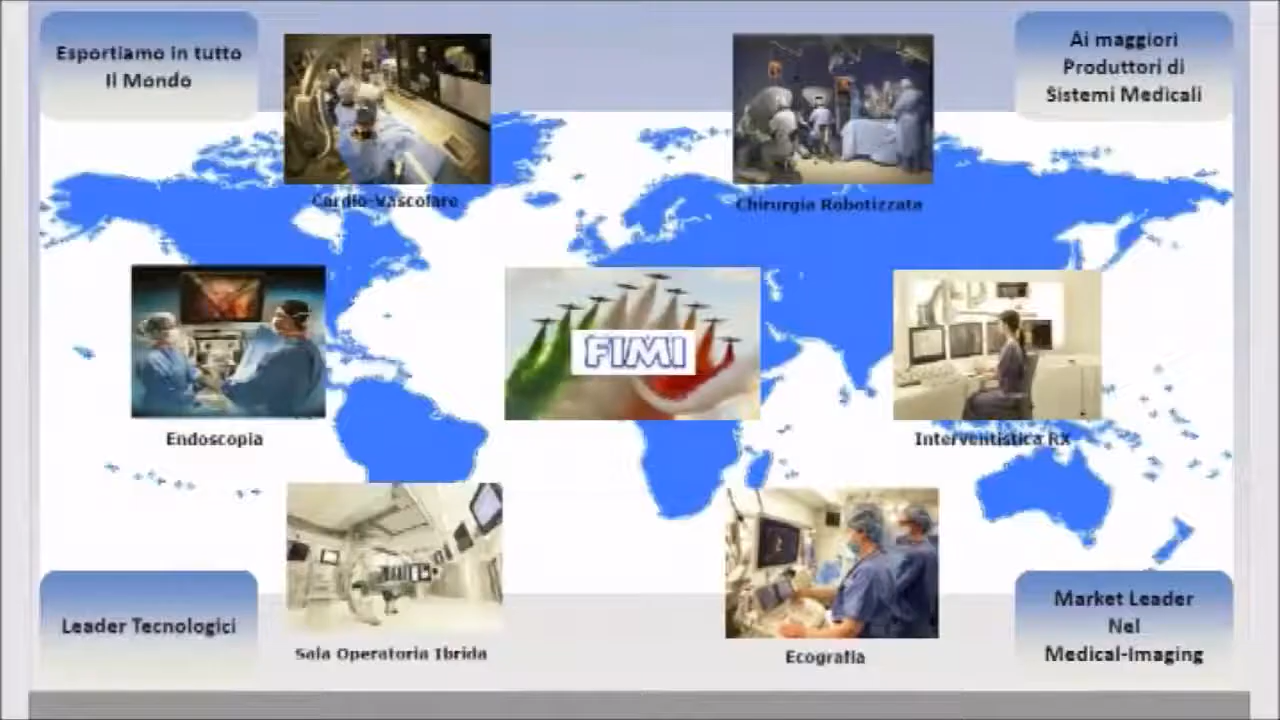 Esportiamo in tutto
Il Mondo
Ai maggiori
Produttori di
Sistemi Medicali
Cardio-Vascolare
Chirurgia Robotizzata
FIMI
Endoscopia
Interventistica RX
Sala Operatoria Ibrida
Ecografia
Leader Tecnologici
Market Leader
Nel
Medical-Imaging